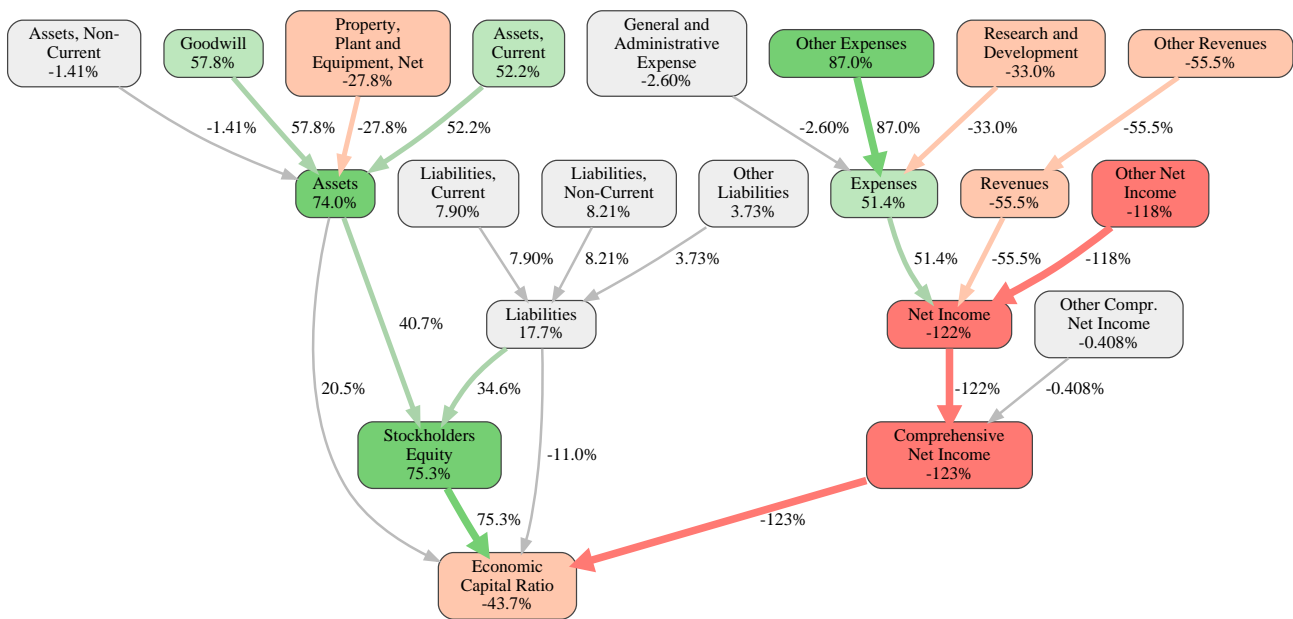 Assets, Non-
Current
-1.41%
Goodwill
57.8%
Property,
Plant and
Equipment, Net
-27.8%
Assets,
Current
52.2%
General and
Administrative
Expense
-2.60%
Other Expenses
87.0%
Research and
Development
-33.0%
Other Revenues
-55.5%
-1.41%
57.8%
-27.8%
52.2%
-2.60%
87.0%
-33.0%
-55.5%
Assets
74.0%
Liabilities,
Current
7.90%
Liabilities,
Non-Current
8.21%
Other
Liabilities
3.73%
Expenses
51.4%
Revenues
-55.5%
Other Net
Income
-118%
7.90%
8.21%
3.73%
51.4%
-55.5%
-118%
Liabilities
17.7%
Net Income
-122%
Other Compr.
Net Income
-0.408%
40.7%
20.5%
34.6%
-122%
-0.408%
Stockholders
Equity
75.3%
-11.0%
Comprehensive
Net Income
-123%
75.3%
-123%
Economic
Capital Ratio
-43.7%